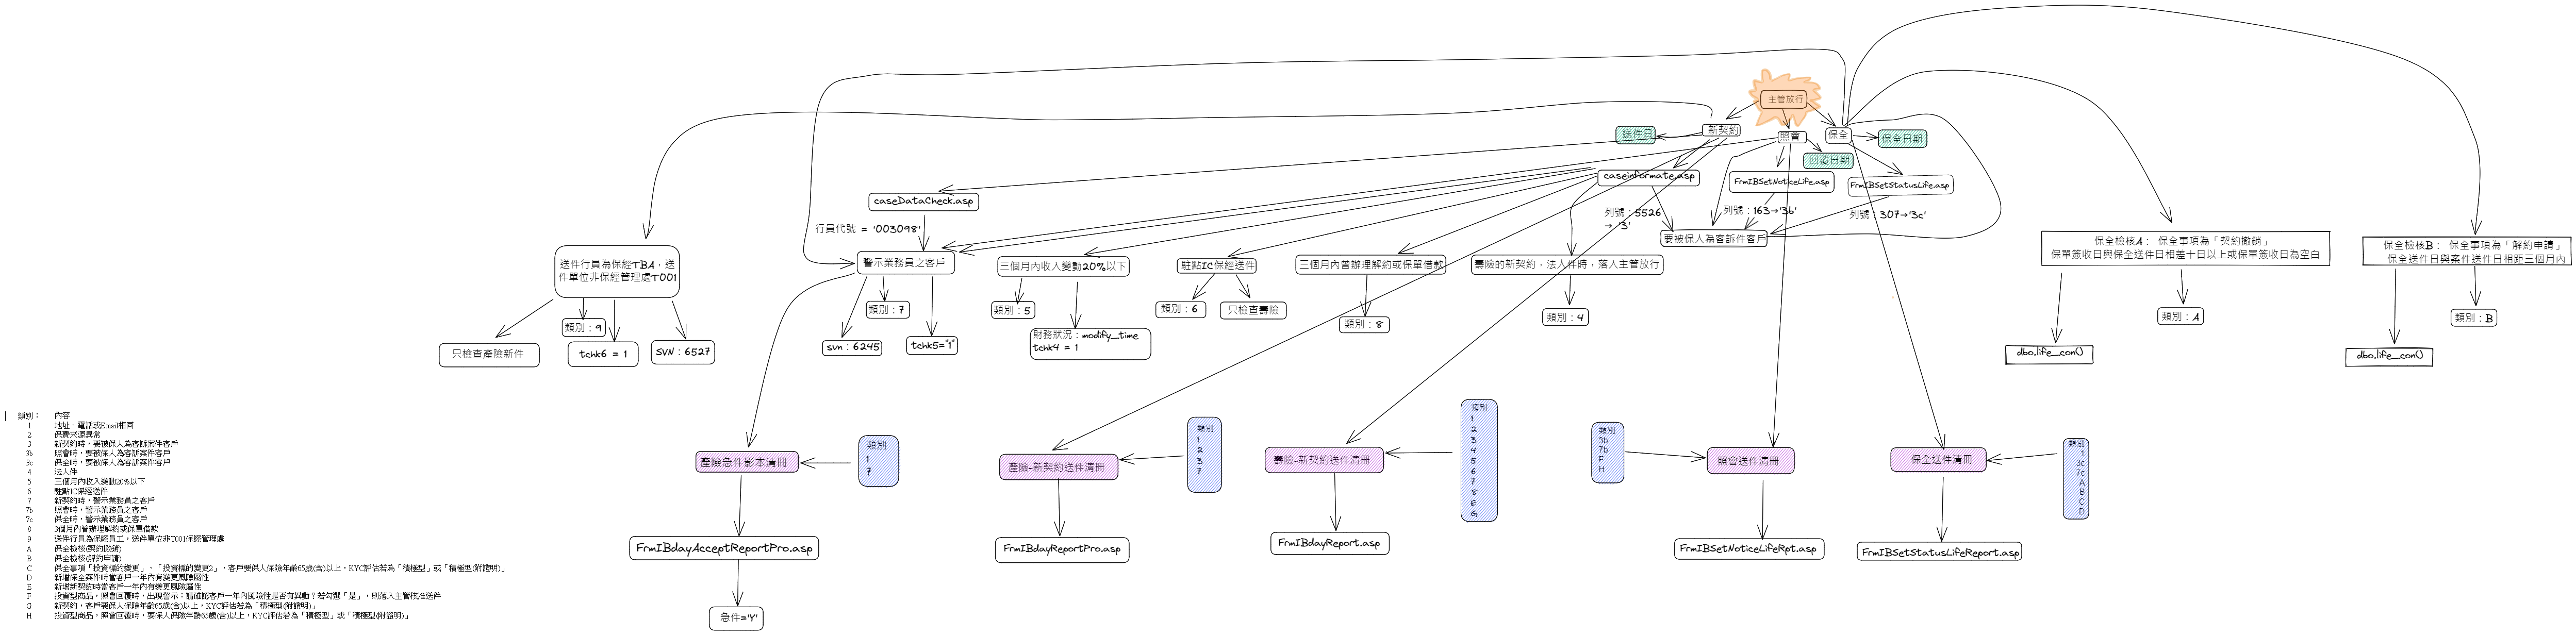 主管放行
新契約
照會
保全
送件日
回覆日期
保全日期
caseinformate.asp
FrmIBSetNoticeLife.asp
FrmIBSetStatusLife.asp
caseDataCheck.asp
行員代號 = '003098'
列號：5526
→ '3'
列號：163→'3b'
列號：307→'3c'
要被保人為客訴件客戶
送件行員為保經TBA，送
件單位非保經管理處T001
警示業務員之客戶
三個月內收入變動20%以下
駐點IC保經送件
三個月內曾辦理解約或保單借款
壽險的新契約，法人件時，落入主管放行
保全檢核A： 保全事項為「契約撤銷」
保單簽收日與保全送件日相差十日以上或保單簽收日為空白
保全檢核B： 保全事項為「解約申請」
保全送件日與案件送件日相距三個月內
只檢查產險新件
類別：9
tchk6 = 1
SVN：6527
svn：6245
類別：7
tchk5="1"
類別：5
財務狀況：modify_time
tchk4 = 1
類別：6
只檢查壽險
類別：8
類別：4
dbo.life_con()
類別：A
dbo.life_con()
類別：B
產險急件影本清冊
類別
1
7
產險-新契約送件清冊
類別
1
2
3
7
壽險-新契約送件清冊
類別
1
2
3
4
5
6
7
8
E
G
類別
3b
7b
F
H
照會送件清冊
保全送件清冊
類別
1
3c
7c
A
B
C
D
FrmIBdayAcceptReportPro.asp
FrmIBdayReportPro.asp
FrmIBdayReport.asp
FrmIBSetNoticeLifeRpt.asp
FrmIBSetStatusLifeReport.asp
急件='Y'
類別： 內容
1 地址、電話或Email相同
2 保費來源異常
3 新契約時，要被保人為客訴案件客戶
3b 照會時，要被保人為客訴案件客戶
3c 保全時，要被保人為客訴案件客戶
4 法人件
5 三個月內收入變動20%以下
6 駐點IC保經送件
7 新契約時，警示業務員之客戶
7b 照會時，警示業務員之客戶
7c 保全時，警示業務員之客戶
8 3個月內曾辦理解約或保單借款
9 送件行員為保經員工，送件單位非T001保經管理處
A 保全檢核(契約撤銷)
B 保全檢核(解約申請)
C 保全事項「投資標的變更」、「投資標的變更2」，客戶要保人保險年齡65歲(含)以上，KYC評估若為「積極型」或「積極型(附證明)」
D 新增保全案件時當客戶一年內有變更風險屬性
E 新增新契約時當客戶一年內有變更風險屬性
F 投資型商品，照會回覆時，出現警示：請確認客戶一年內風險性是否有異動？若勾選「是」，則落入主管核准送件
G 新契約，客戶要保人保險年齡65歲(含)以上，KYC評估若為「積極型(附證明)」
H 投資型商品，照會回覆時，要保人保險年齡65歲(含)以上，KYC評估若為「積極型」或「積極型(附證明)」